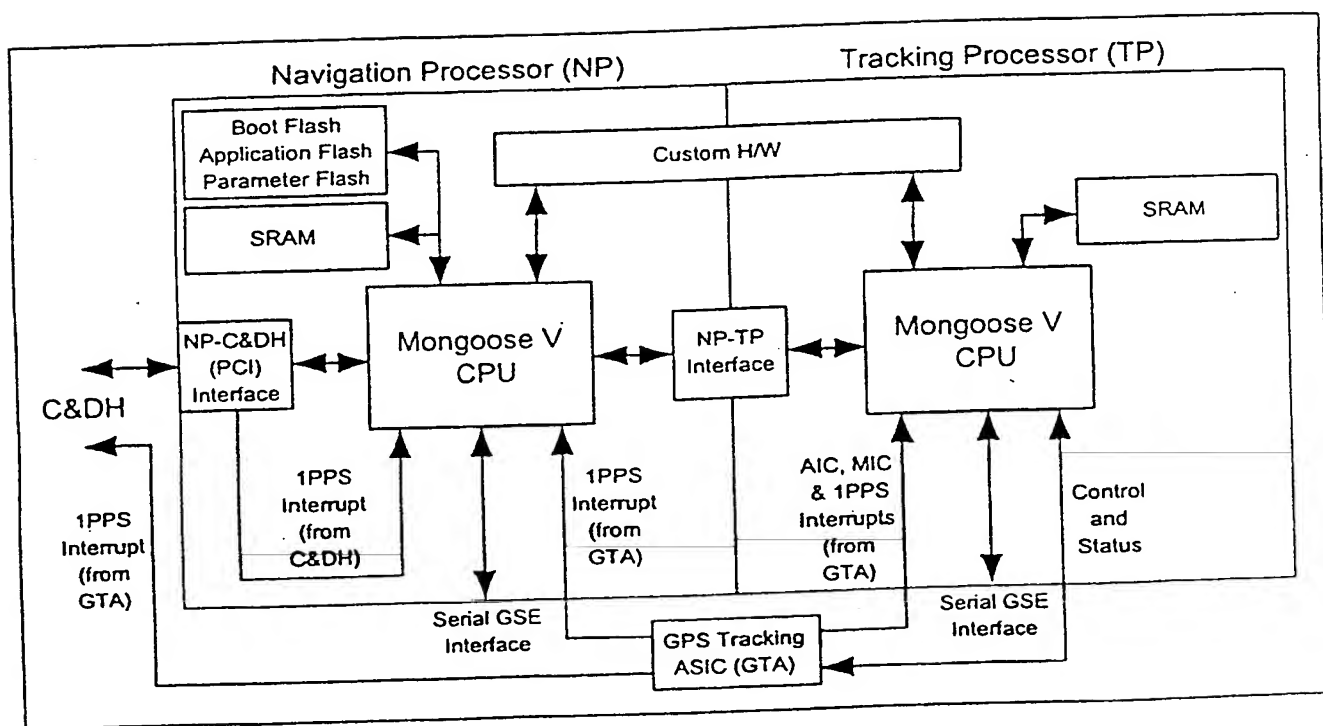 Navigation Processor (NP)
Tracking Processor (TP)
Boot Flash
Application Flash
Parameter Flash
Custom H/W
SRAM
SRAM
NP-C&DH
(PCI)
Interface
Mongoose V
CPU
NP-TP
Interface
Mongoose V
CPU
C&DH
1PPS
Interrupt
(from
GTA)
1PPS
Interrupt
(from
C&DH)
1PPS
Interrupt
(from
GTA)
AIC, MIC
& 1PPS
Interrupts
(from
GTA)
Control
and
Status
Serial GSE
Interface
GPS Tracking
ASIC (GTA)
Serial GSE
Interface